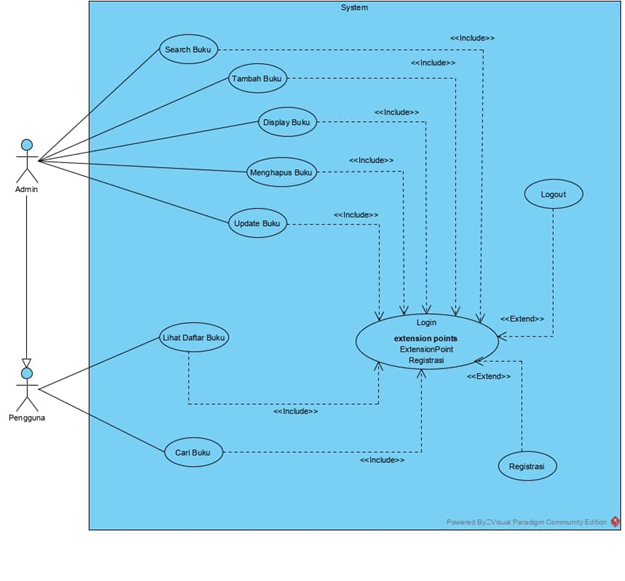 System
Search Buku
<<Include>>
Tambah Buku
<<Include>>
Display Buku
<<Include>>
Menghapus Buku
<<Include>>
Update Buku
<<Include>>
Admin
Logout
<<Extend>>
Login
extension points
ExtensionPoint
Registrasi
Lihat Daftar Buku
<<Include>>
<<Extend>>
Pengguna
Cari Buku
<<Include>>
Registrasi
Powered By Visual Paradigm Community Edition